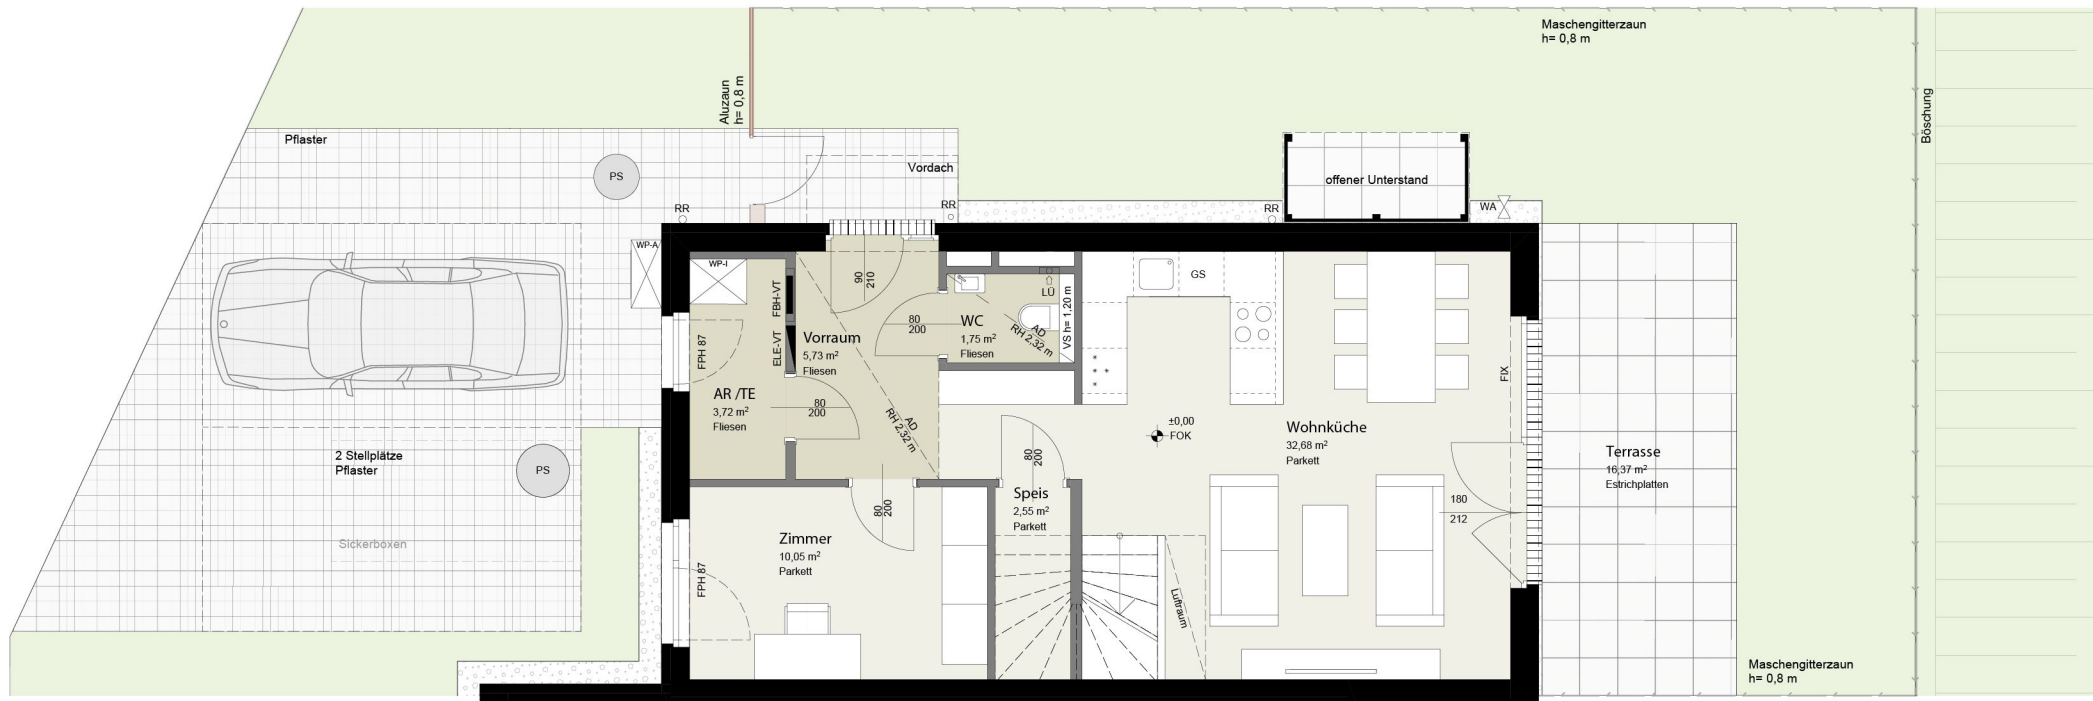 Maschengitterzaun
h= 0,8 m
Aluzaun
h= 0,8 m
Böschung
Pflaster
PS
Vordach
offener Unterstand
RR
RR
RR
WA
WP-A
WP-I
FBH-VT
ELE-VT
90
210
LÜ
GS
VS h= 1,20 m
WC
1,75 m²
Fliesen
AD
RH 2,32 m
80
200
Vorraum
5,73 m²
Fliesen
FPH 87
AR /TE
3,72 m²
Fliesen
80
200
AD
RH 2,32 m
FIX
±0,00
FOK
Wohnküche
32,68 m²
Parkett
Terrasse
16,37 m²
Estrichplatten
2 Stellplätze
Pflaster
PS
80
200
Speis
2,55 m²
Parkett
80
200
180
212
Sickerboxen
Zimmer
10,05 m²
Parkett
FPH 87
Luftraum
Maschengitterzaun
h= 0,8 m